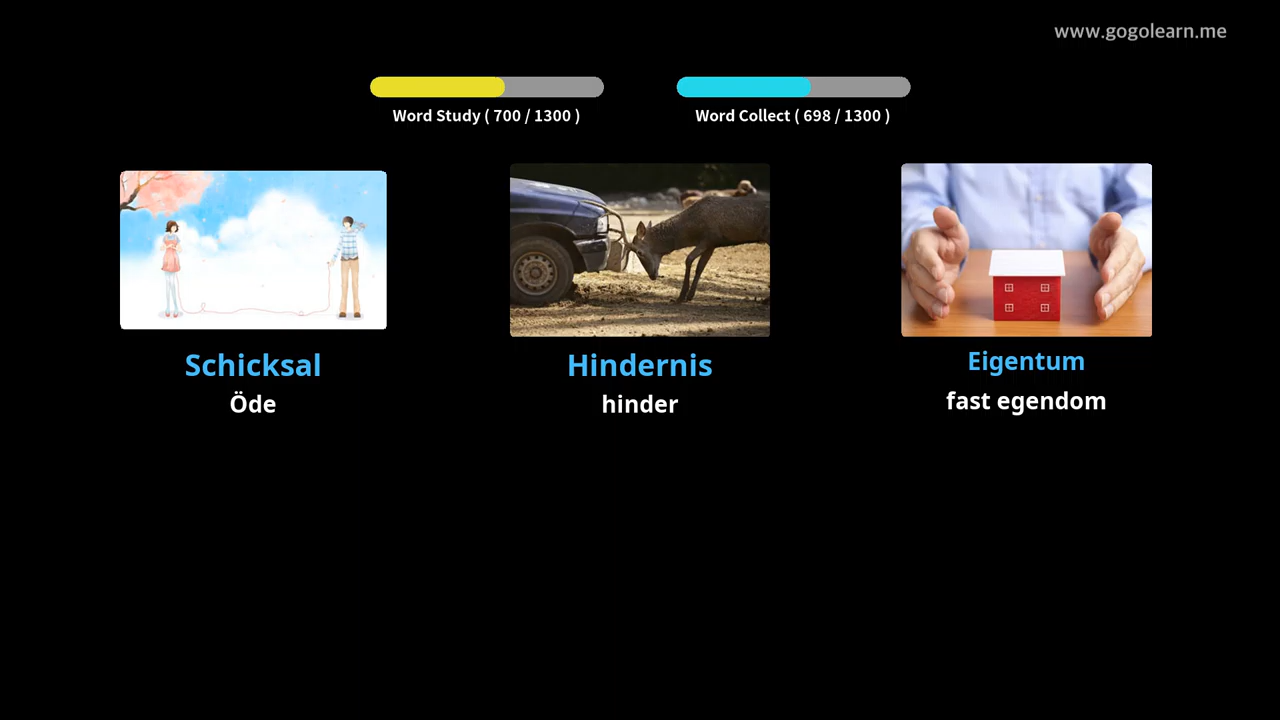 www.gogolearn.me
Word Study ( 700 / 1300 )
Word Collect ( 698 / 1300 )
Schicksal
Öde
Hindernis
hinder
Eigentum
fast egendom